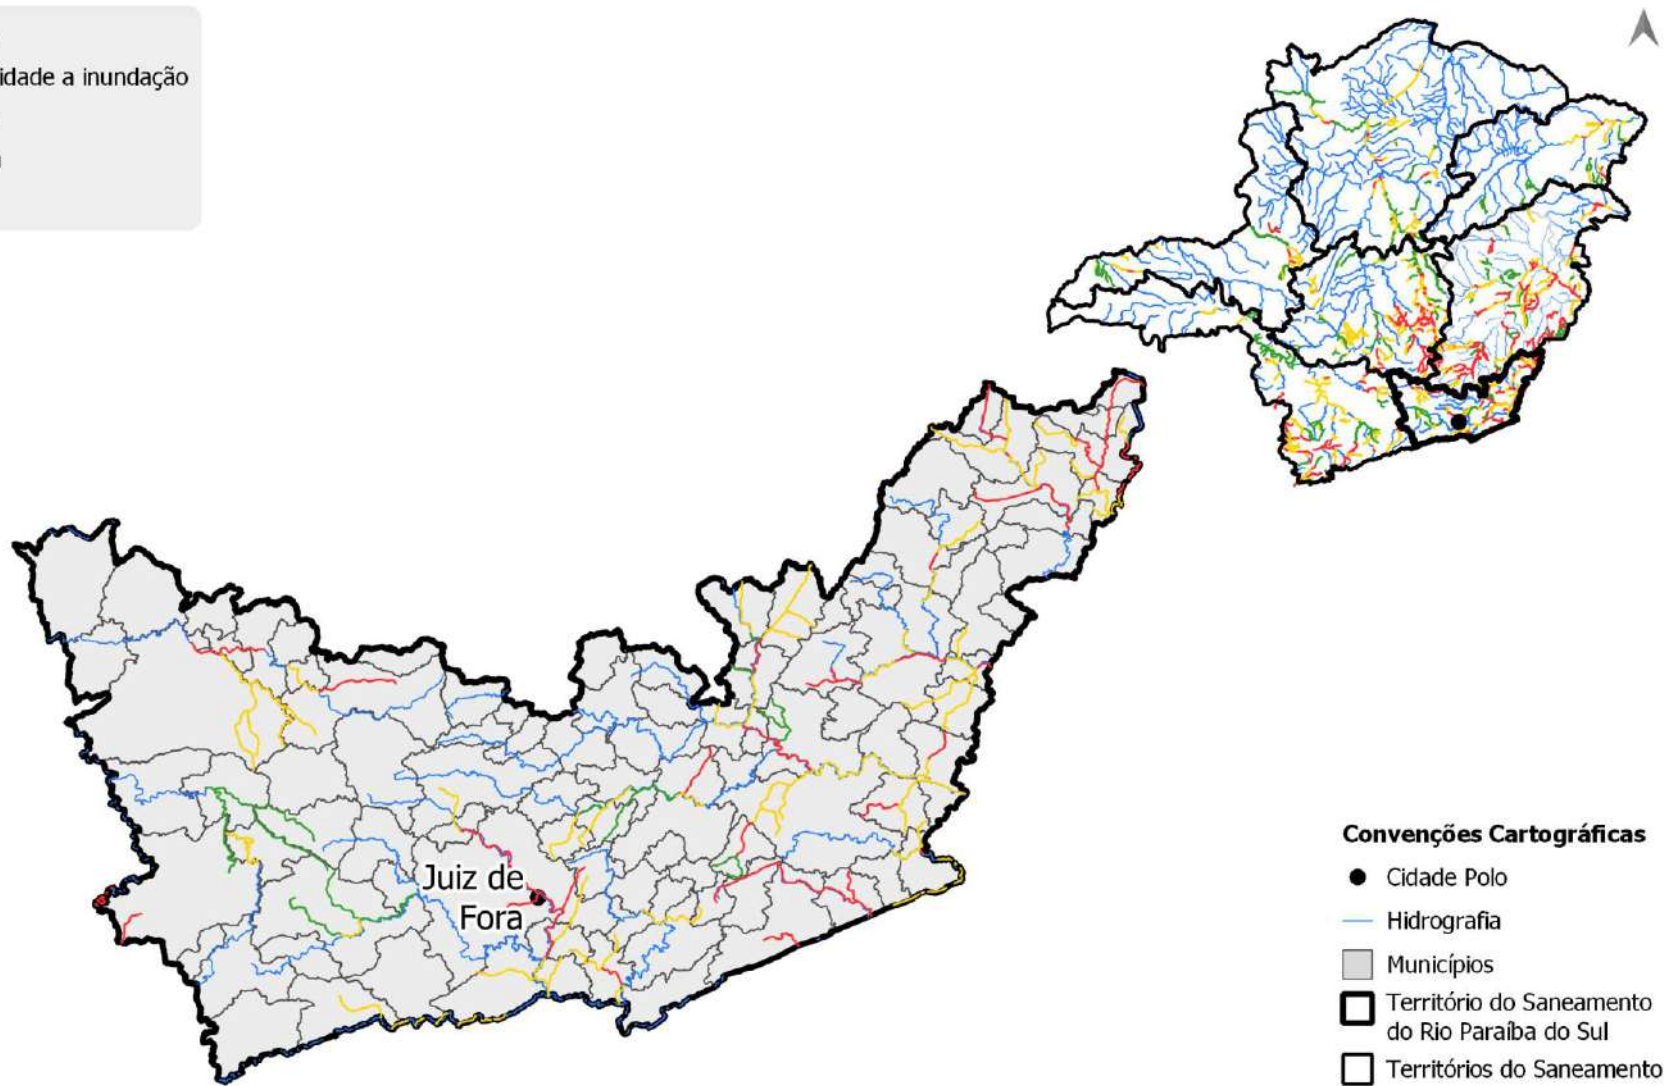 idade a inundação
Juiz de
Fora
Convenções Cartográficas
Cidade Polo
Hidrografia
Municípios
Território do Saneamento
do Rio Paraíba do Sul
Territórios do Saneamento